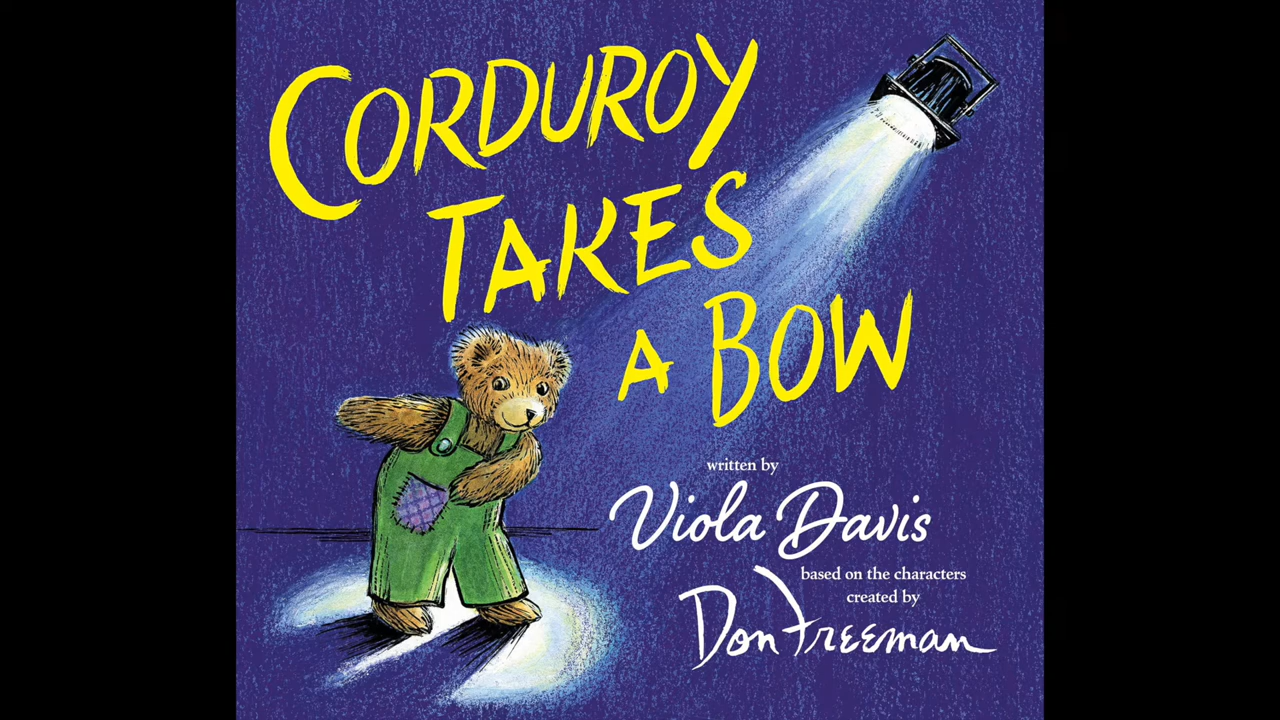 CORDUROY
TAKES
A BOW
written by
Viola Davis
based on the characters
created by
Don Freeman